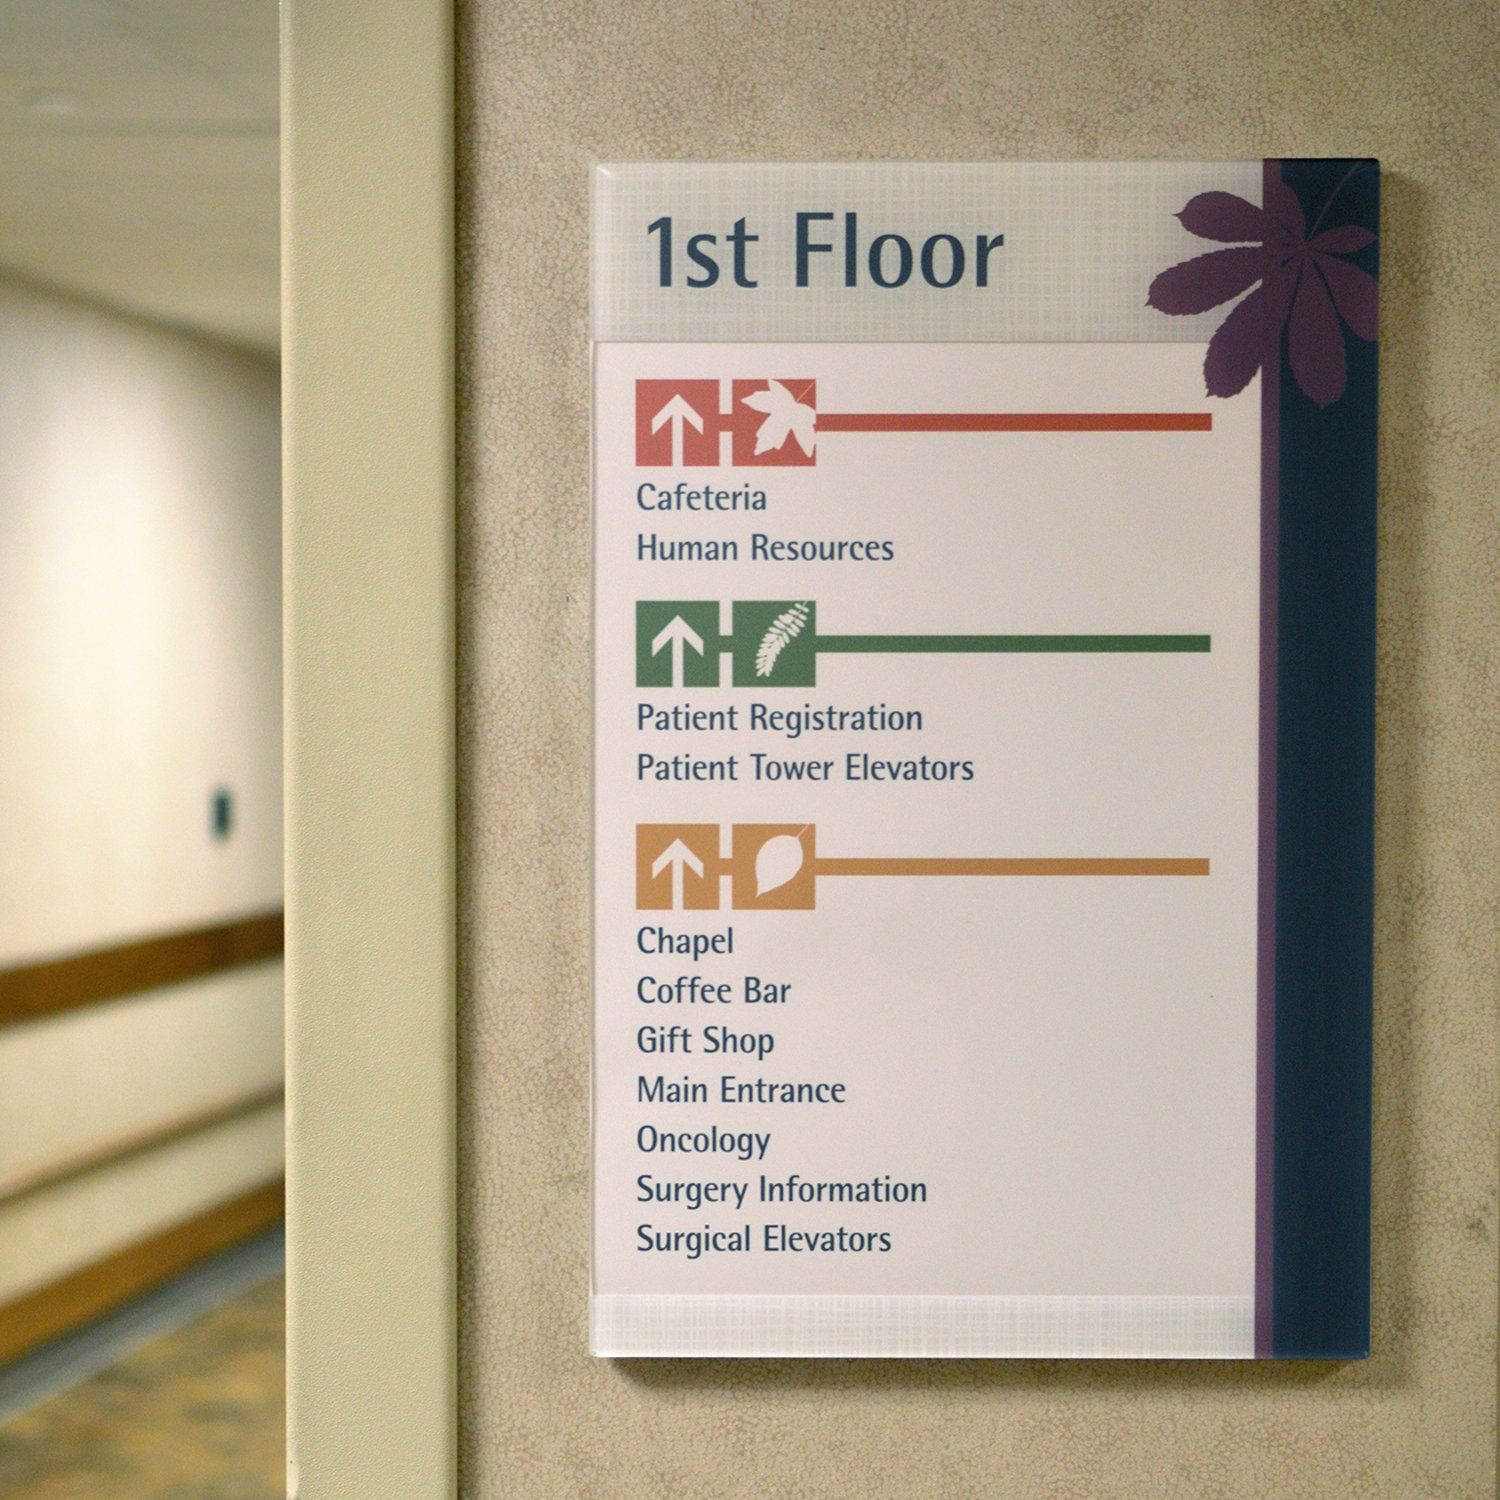 1st Floor
Cafeteria
Human Resources
Patient Registration
Patient Tower Elevators
Chapel
Coffee Bar
Gift Shop
Main Entrance
Oncology
Surgery Information
Surgical Elevators